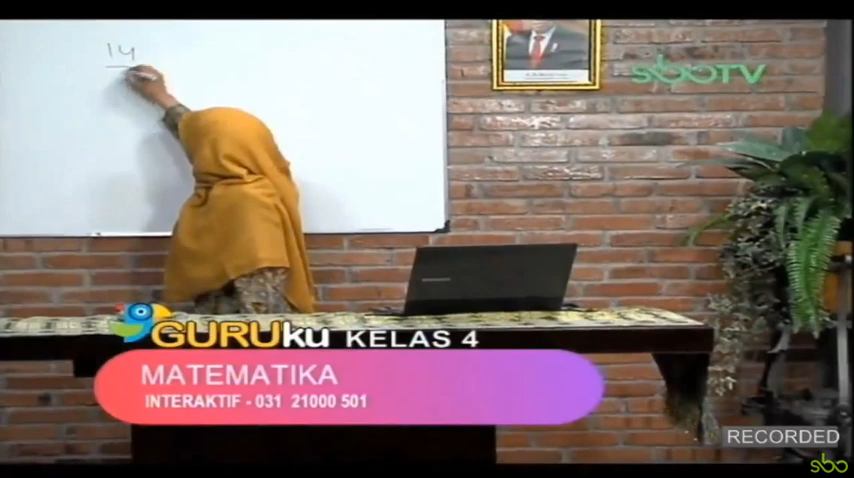 14
sboTV
GURUku KELAS 4
MATEMATIKA
INTERAKTIF - 031 21000 501
RECORDED
sbo